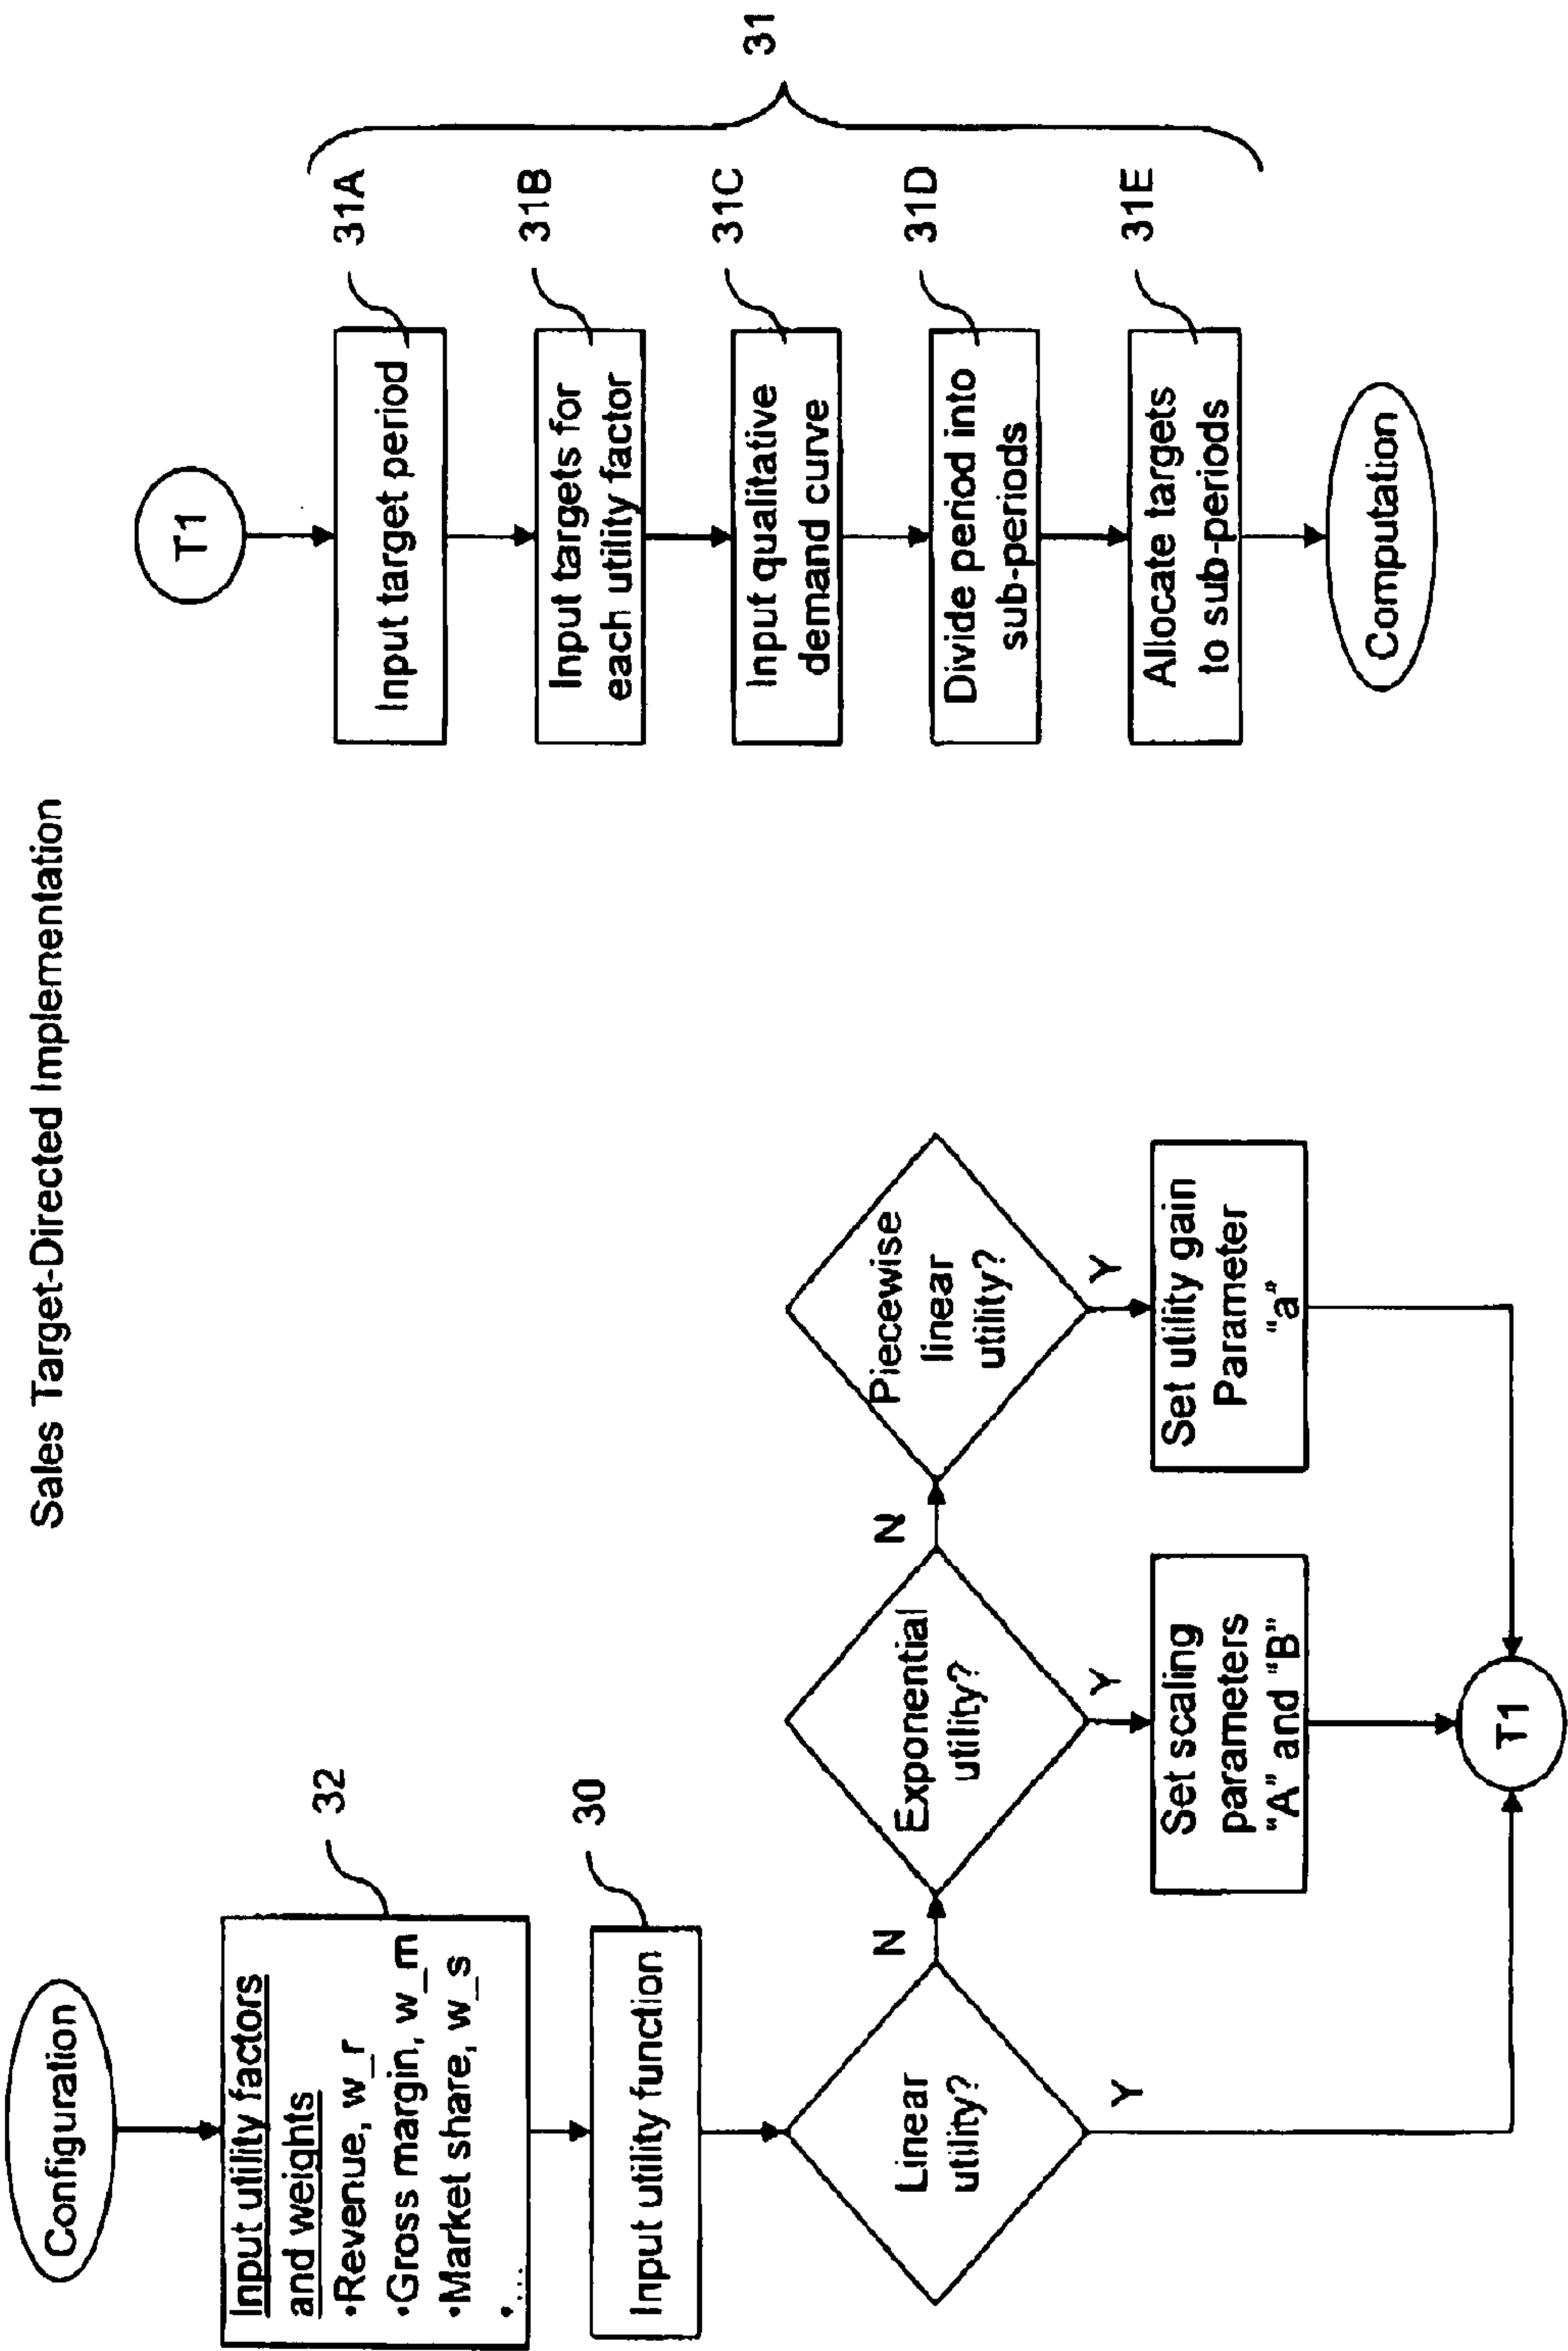 Sales Target-Directed Implementation
Configuration
Input utility factors
and weights
•Revenue, w_r
•Gross margin, w_m
•Market share, w_s
•...
32
Input utility function
30
Linear
utility?
N
Y
Exponential
utility?
N
Y
Piecewise
linear
utility?
Y
Set scaling
parameters
"A" and "B"
Set utility gain
Parameter
"a"
T1
T1
Input target period
31A
Input targets for
each utility factor
31B
Input qualitative
demand curve
31C
Divide period into
sub-periods
31D
Allocate targets
to sub-periods
31E
Computation
31